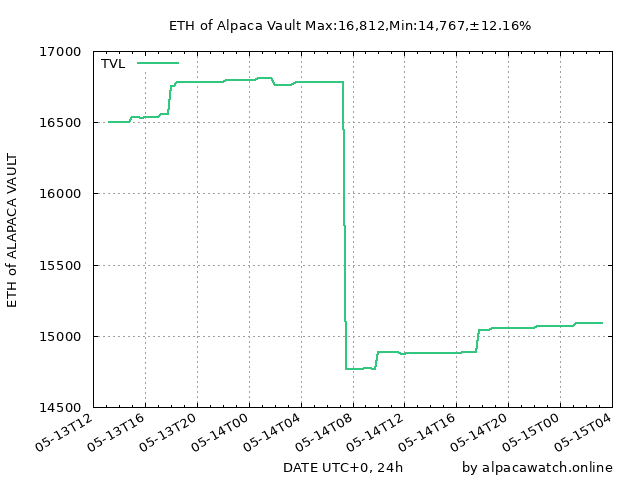 ETH of Alpaca Vault Max:16,812,Min:14,767,±12.16%
TVL
17000
16500
16000
15500
15000
14500
ETH of ALAPACA VAULT
05-13T12
05-13T16
05-13T20
05-14T00
05-14T04
05-14T08
05-14T12
05-14T16
05-14T20
05-15T00
05-15T04
DATE UTC+0, 24h
by alpacawatch.online